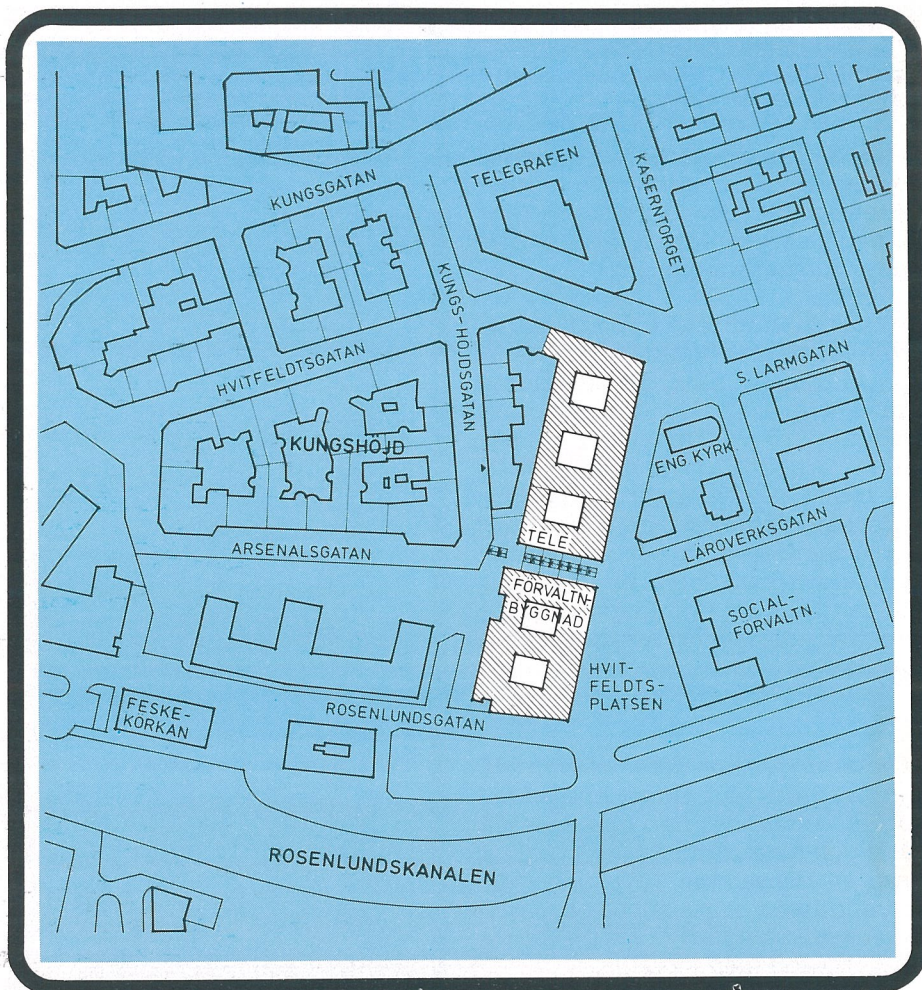 KUNGSGATAN
TELEGRAFEN
KASERNTORGET
KUNGS-HÖJDSGATAN
HVITFELDTSGATAN
S. LARMGATAN
KUNGSHÖJD
ENG KYRK
ARSENALSGATAN
TELE
LÄROVERKSGATAN
FÖRVALTN-
BYGGNAD
SOCIAL-
FÖRVALTN.
HVIT-
FELDTS-
PLATSEN
FESKE-
KÖRKAN
ROSENLUNDSGATAN
ROSENLUNDSKANALEN